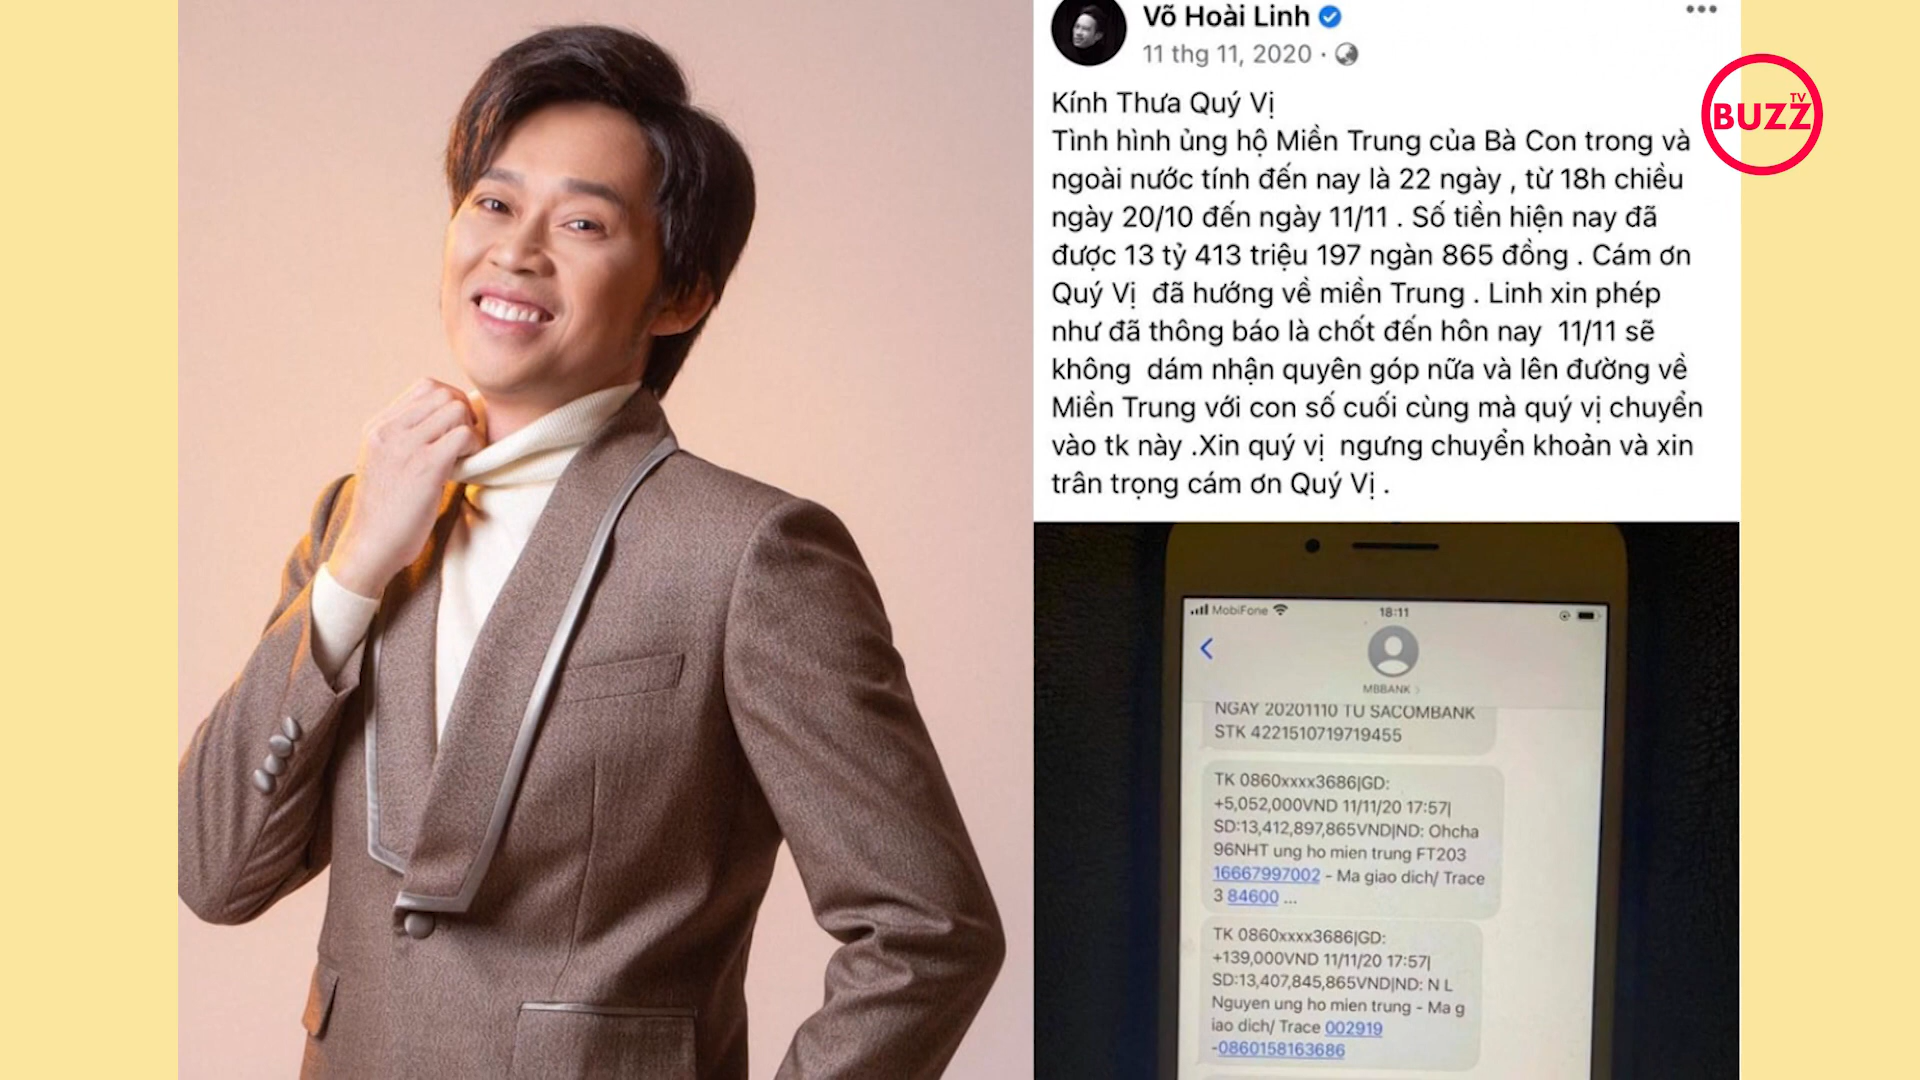 Võ Hoài Linh
11 thg 11, 2020 ·
BUZZ TV
Kính Thưa Quý Vị
Tình hình ủng hộ Miền Trung của Bà Con trong và
ngoài nước tính đến nay là 22 ngày , từ 18h chiều
ngày 20/10 đến ngày 11/11 . Số tiền hiện nay đã
được 13 tỷ 413 triệu 197 ngàn 865 đồng . Cám ơn
Quý Vị  đã hướng về miền Trung . Linh xin phép
như đã thông báo là chốt đến hôn nay  11/11 sẽ
không  dám nhận quyên góp nữa và lên đường về
Miền Trung với con số cuối cùng mà quý vị chuyển
vào tk này .Xin quý vị  ngưng chuyển khoản và xin
trân trọng cám ơn Quý Vị .
MobiFone 18:11
MBBANK
NGAY 20201110 TU SACOMBANK
STK 4221510719719455
TK 0860xxxx3686|GD:
+5,052,000VND 11/11/20 17:57|
SD:13,412,897,865VND|ND: Ohcha
96NHT ung ho mien trung FT203
16667997002 - Ma giao dich/ Trace
3 84600 ...
TK 0860xxxx3686|GD:
+139,000VND 11/11/20 17:57|
SD:13,407,845,865VND|ND: N L
Nguyen ung ho mien trung - Ma g
iao dich/ Trace 002919
-0860158163686